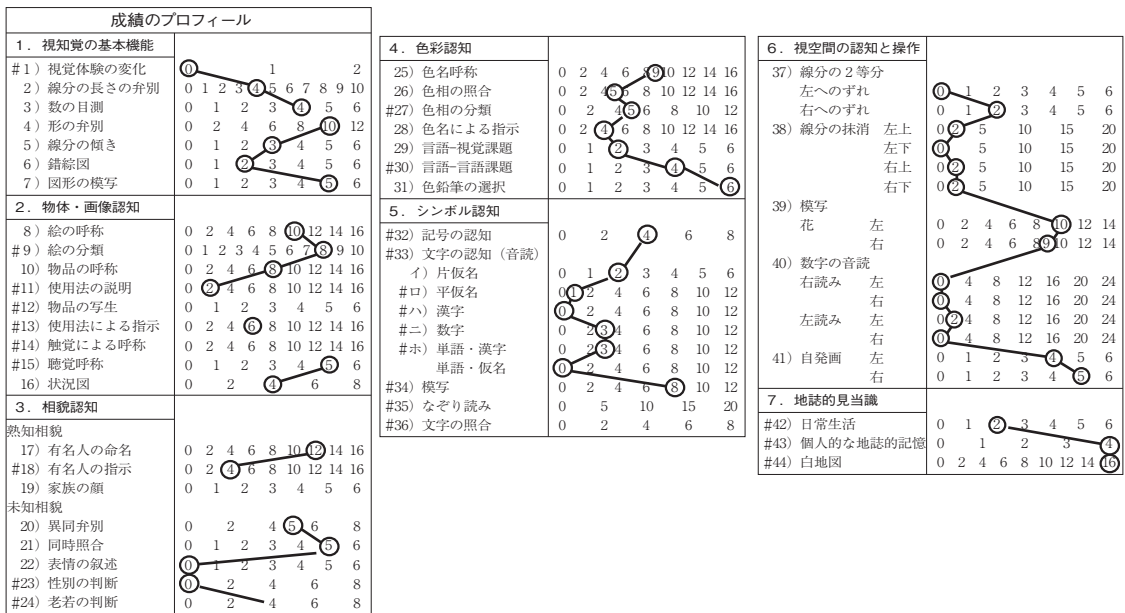 成績のプロフィール
1．視知覚の基本機能
#1）視覚体験の変化 0 1 2
2）線分の長さの弁別 0 1 2 3 4 5 6 7 8 9 10
3）数の目測 0 1 2 3 4 5 6
4）形の弁別 0 2 4 6 8 10 12
5）線分の傾き 0 1 2 3 4 5 6
6）錯綜図 0 1 2 3 4 5 6
7）図形の模写 0 1 2 3 4 5 6
2．物体・画像認知
8）絵の呼称 0 2 4 6 8 10 12 14 16
#9）絵の分類 0 1 2 3 4 5 6 7 8 9 10
10）物品の呼称 0 2 4 6 8 10 12 14 16
#11）使用法の説明 0 2 4 6 8 10 12 14 16
#12）物品の写生 0 1 2 3 4 5 6
#13）使用法による指示 0 2 4 6 8 10 12 14 16
#14）触覚による呼称 0 2 4 6 8 10 12 14 16
#15）聴覚呼称 0 1 2 3 4 5 6
16）状況図 0 2 4 6 8
3．相貌認知
熟知相貌
17）有名人の命名 0 2 4 6 8 10 12 14 16
#18）有名人の指示 0 2 4 6 8 10 12 14 16
19）家族の顔 0 1 2 3 4 5 6
未知相貌
20）異同弁別 0 2 4 5 6 8
21）同時照合 0 1 2 3 4 5 6
22）表情の叙述 0 1 2 3 4 5 6
#23）性別の判断 0 2 4 6 8
#24）老若の判断 0 2 4 6 8
4．色彩認知
25）色名呼称 0 2 4 6 8 9 10 12 14 16
26）色相の照合 0 2 4 5 6 8 10 12 14 16
#27）色相の分類 0 2 4 5 6 8 10 12
28）色名による指示 0 2 4 6 8 10 12 14 16
29）言語–視覚課題 0 1 2 3 4 5 6
#30）言語–言語課題 0 1 2 3 4 5 6
31）色鉛筆の選択 0 1 2 3 4 5 6
5．シンボル認知
#32）記号の認知 0 2 4 6 8
#33）文字の認知（音読）
イ）片仮名 0 1 2 3 4 5 6
#ロ）平仮名 0 1 2 4 6 8 10 12
#ハ）漢字 0 2 4 6 8 10 12
#ニ）数字 0 2 3 4 6 8 10 12
#ホ）単語・漢字 0 2 3 4 6 8 10 12
単語・仮名 0 2 4 6 8 10 12
#34）模写 0 2 4 6 8 10 12
#35）なぞり読み 0 5 10 15 20
#36）文字の照合 0 2 4 6 8
6．視空間の認知と操作
37）線分の２等分
左へのずれ 0 1 2 3 4 5 6
右へのずれ 0 1 2 3 4 5 6
38）線分の抹消 左上 0 2 5 10 15 20
左下 0 5 10 15 20
右上 0 2 5 10 15 20
右下 0 2 5 10 15 20
39）模写
花 左 0 2 4 6 8 10 12 14
右 0 2 4 6 8 9 10 12 14
40）数字の音読
右読み 左 0 4 8 12 16 20 24
右 0 4 8 12 16 20 24
左読み 左 0 2 4 8 12 16 20 24
右 0 4 8 12 16 20 24
41）自発画 左 0 1 2 3 4 5 6
右 0 1 2 3 4 5 6
7．地誌的見当識
#42）日常生活 0 1 2 3 4 5 6
#43）個人的な地誌的記憶 0 1 2 3 4
#44）白地図 0 2 4 6 8 10 12 14 16